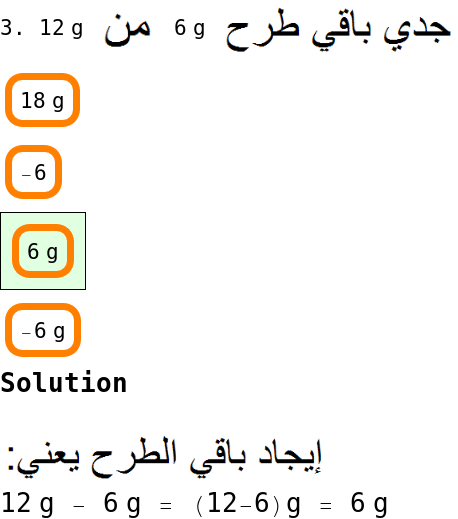 3. جدي باقي طرح 6 g من 12 g
18 g
-6
6 g
-6 g
Solution
إيجاد باقي الطرح يعني:
12 g - 6 g = (12-6)g = 6 g